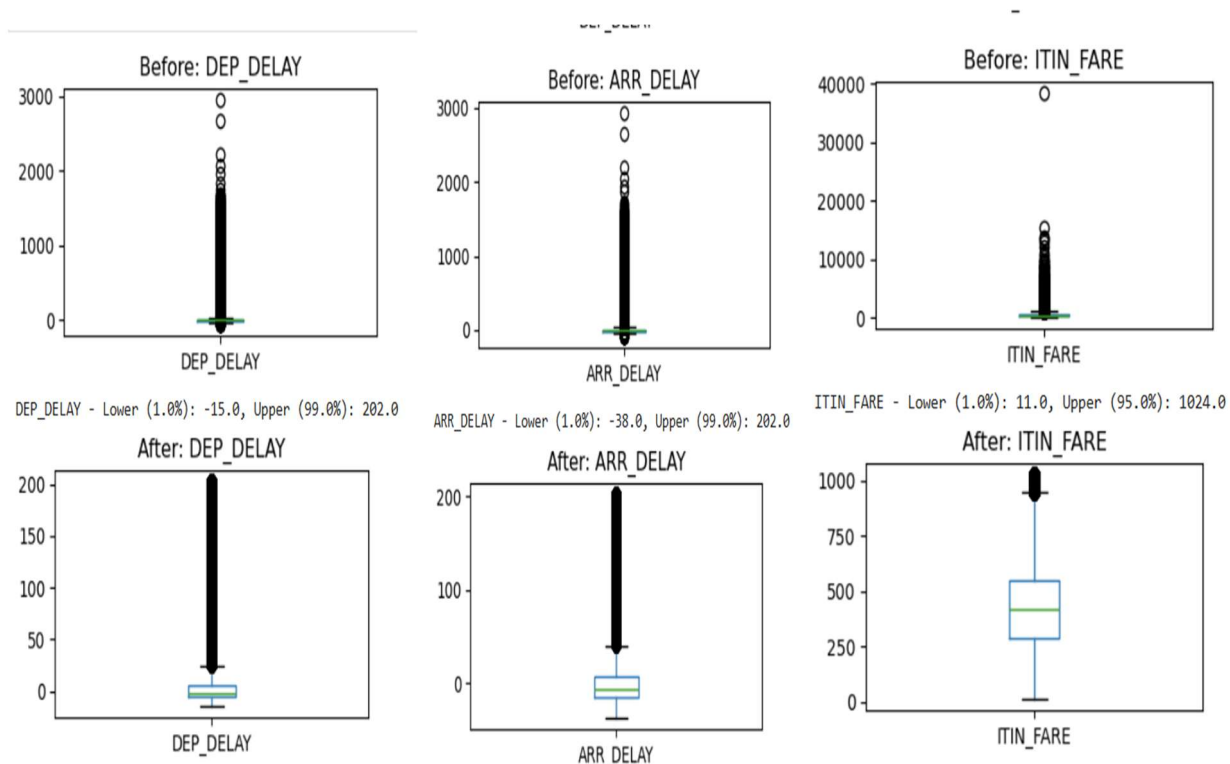 Before: DEP_DELAY
3000
2000
1000
0
DEP_DELAY
DEP_DELAY - Lower (1.0%): -15.0, Upper (99.0%): 202.0
After: DEP_DELAY
200
150
100
50
0
DEP_DELAY
Before: ARR_DELAY
3000
2000
1000
0
ARR_DELAY
ARR_DELAY - Lower (1.0%): -38.0, Upper (99.0%): 202.0
After: ARR_DELAY
200
100
0
ARR DELAY
Before: ITIN_FARE
40000
30000
20000
10000
0
ITIN_FARE
ITIN_FARE - Lower (1.0%): 11.0, Upper (95.0%): 1024.0
After: ITIN_FARE
1000
750
500
250
0
ITIN_FARE